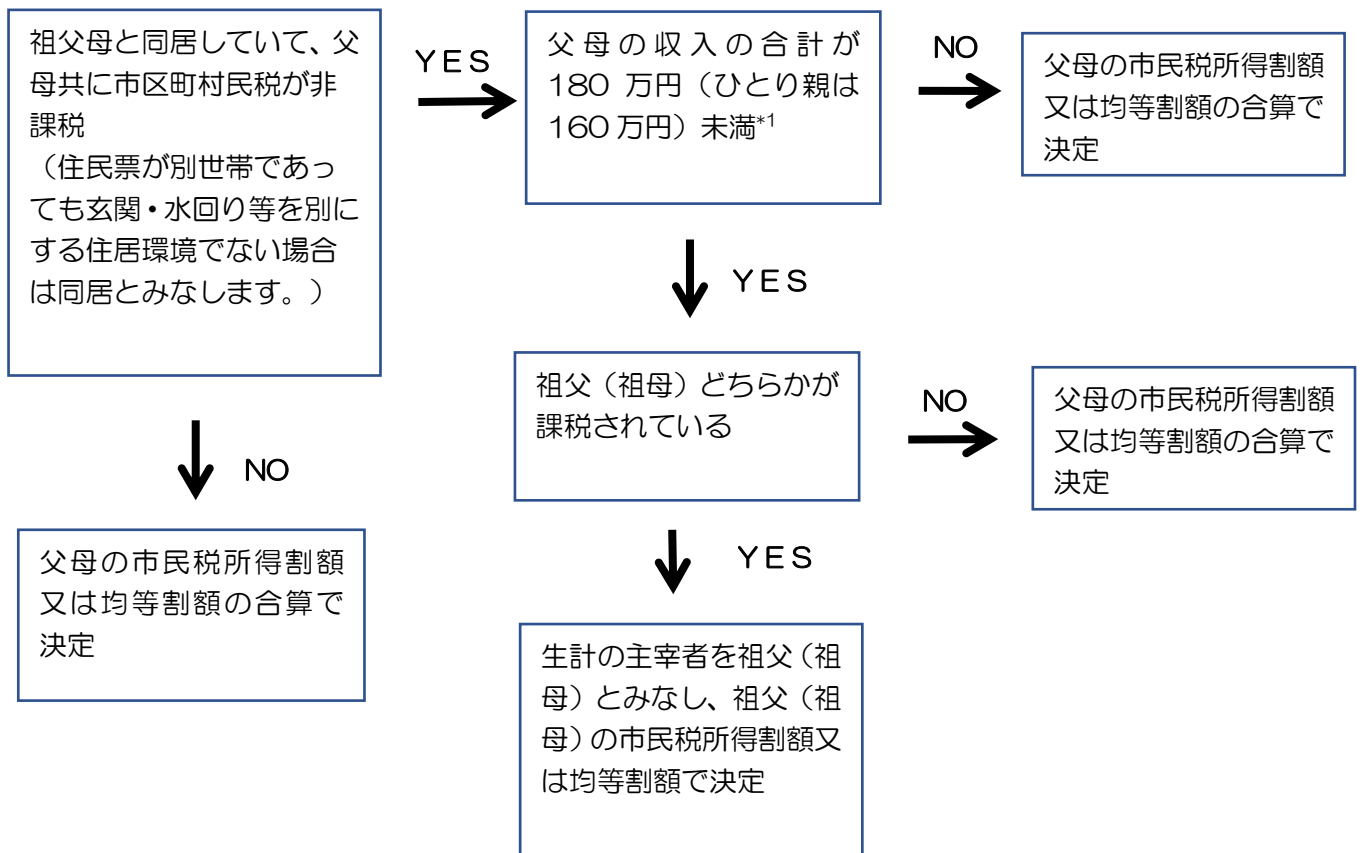 祖父母と同居していて、父
母共に市区町村民税が非
課税
（住民票が別世帯であっ
ても玄関・水回り等を別に
する住居環境でない場合
は同居とみなします。）
YES
父母の収入の合計が
180 万円（ひとり親は
160 万円）未満*1
NO
父母の市民税所得割額
又は均等割額の合算で
決定
YES
祖父（祖母）どちらかが
課税されている
NO
父母の市民税所得割額
又は均等割額の合算で
決定
NO
父母の市民税所得割額
又は均等割額の合算で
決定
YES
生計の主宰者を祖父（祖
母）とみなし、祖父（祖
母）の市民税所得割額又
は均等割額で決定